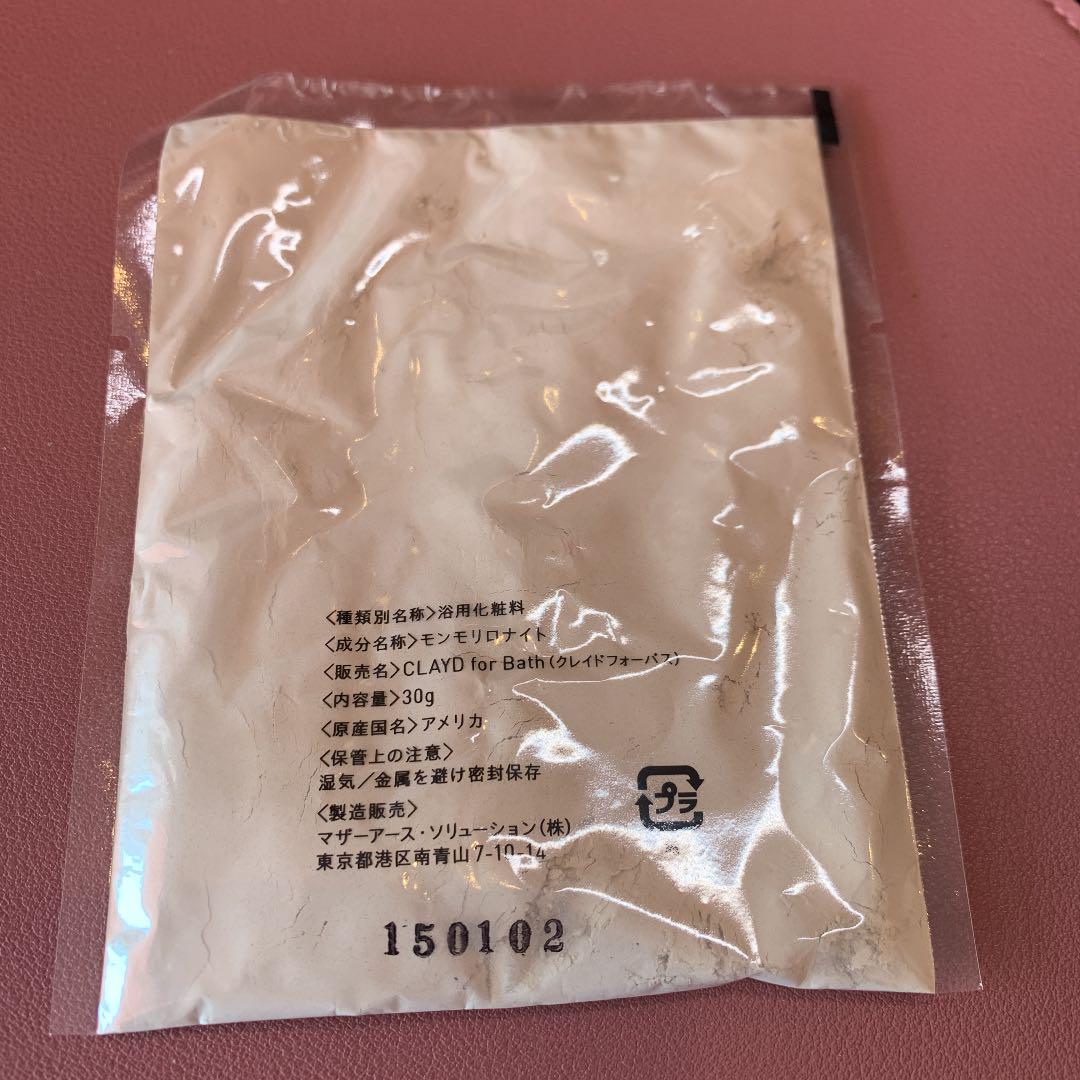 〈種類別名称〉浴用化粧料
〈成分名称〉モンモリロナイト
〈販売名〉CLAYD for Bath(クレイドフォーバス)
〈内容量〉30g
〈原産国名〉アメリカ
〈保管上の注意〉
湿気／金属を避け密封保存
〈製造販売〉
マザーアース・ソリューション(株)
東京都港区南青山7-10-14
プラ
150102